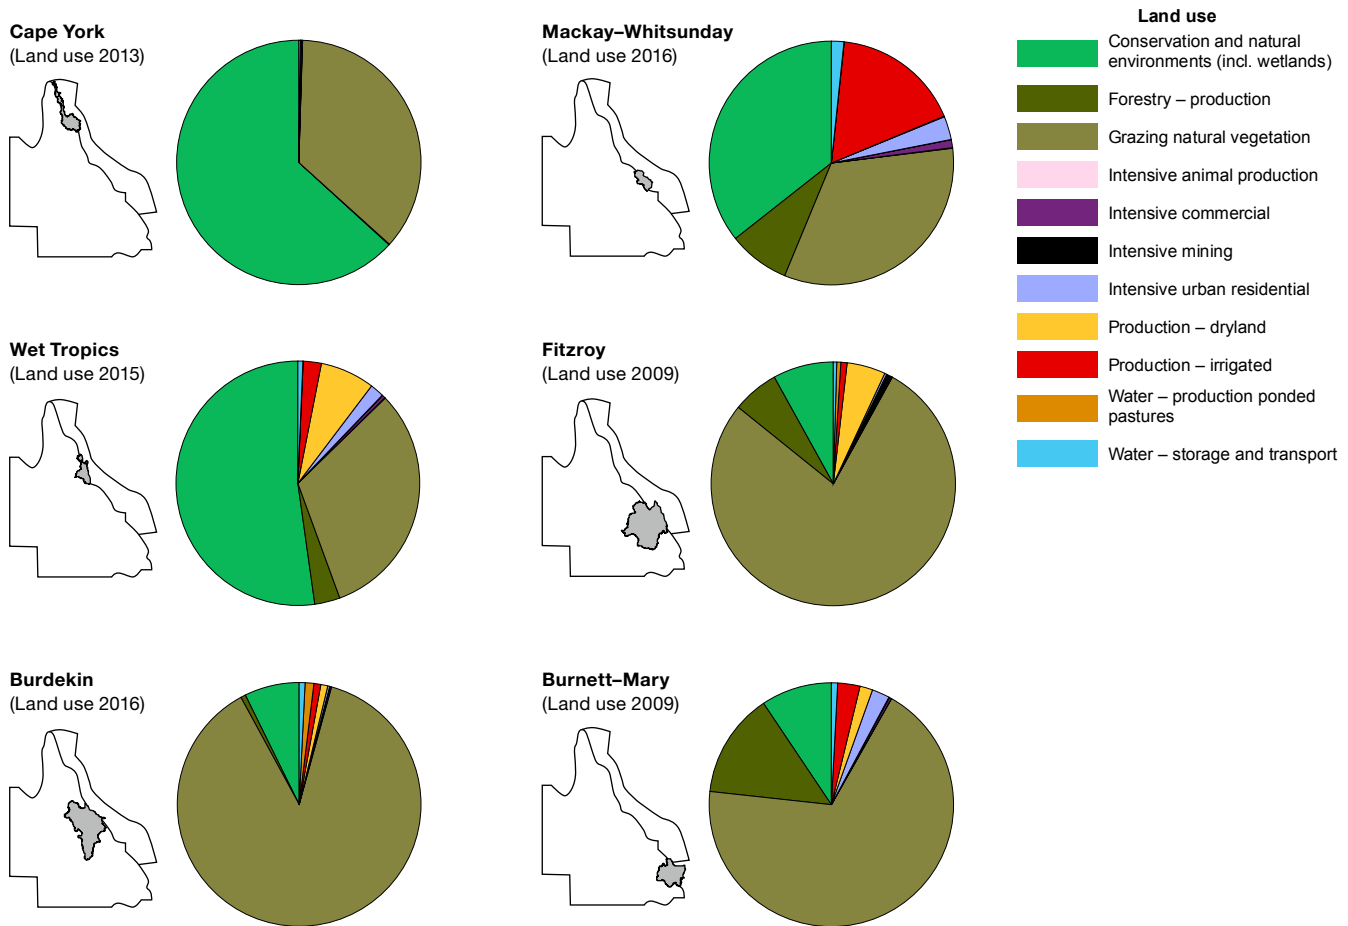 Cape York
(Land use 2013)
Mackay–Whitsunday
(Land use 2016)
Wet Tropics
(Land use 2015)
Fitzroy
(Land use 2009)
Burdekin
(Land use 2016)
Burnett–Mary
(Land use 2009)
Land use
Conservation and natural
environments (incl. wetlands)
Forestry – production
Grazing natural vegetation
Intensive animal production
Intensive commercial
Intensive mining
Intensive urban residential
Production – dryland
Production – irrigated
Water – production ponded
pastures
Water – storage and transport